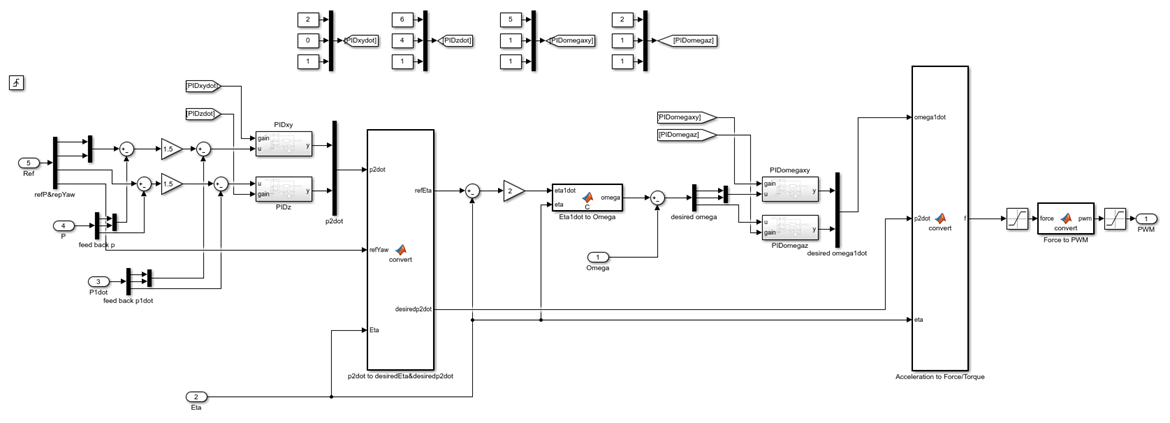 2
6
5
2
0
[PIDxydot]
4
[PIDzdot]
1
[PIDomegaxy]
1
[PIDomegaz]
1
1
1
1
[PIDxydot]
[PIDzdot]
PIDxy
gain
u
y
1.5
+
-
+
-
5
Ref
refP&repYaw
+
-
1.5
+
-
u
gain
y
PIDz
p2dot
4
P
feed back p
3
P1dot
feed back p1dot
p2dot
refEta
refYaw
convert
desiredp2dot
Eta
p2dot to desiredEta&desiredp2dot
2
Eta
+
-
2
eta1dot
eta
omega
C
Eta1dot to Omega
+
-
1
Omega
desired omega
[PIDomegaxy]
[PIDomegaz]
PIDomegaxy
gain
u
y
u
gain
y
PIDomegaz
desired omega1dot
omega1dot
p2dot
f
convert
eta
Acceleration to Force/Torque
force
pwm
convert
Force to PWM
1
PWM